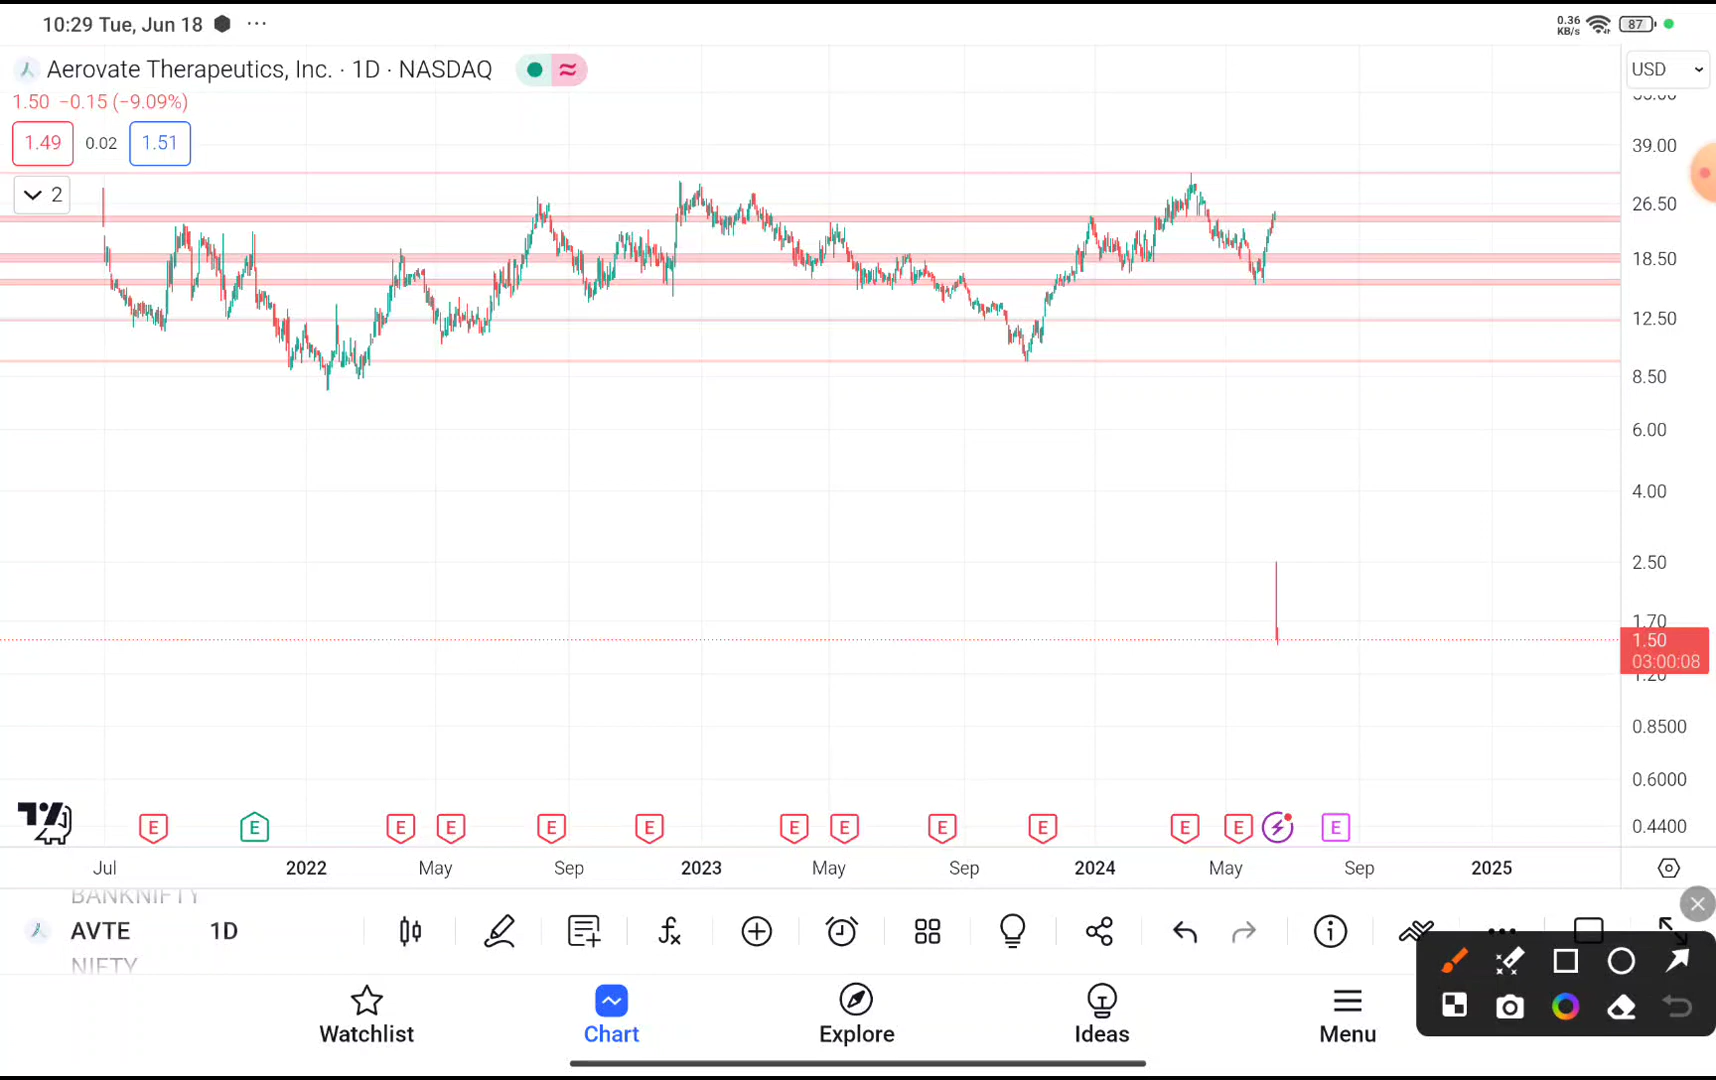 10:29 Tue, Jun 18 ...
0.36
KB/s
87
Aerovate Therapeutics, Inc. · 1D · NASDAQ
USD
1.50 −0.15 (−9.09%)
1.49 0.02 1.51
2
39.00
26.50
18.50
12.50
8.50
6.00
4.00
2.50
1.70
1.50
03:00:08
1.20
0.8500
0.6000
0.4400
E E E E E E E E E E E E E
Jul 2022 May Sep 2023 May Sep 2024 May Sep 2025
BANKNIFTY
AVTE 1D
NIFTY
Watchlist Chart Explore Ideas Menu